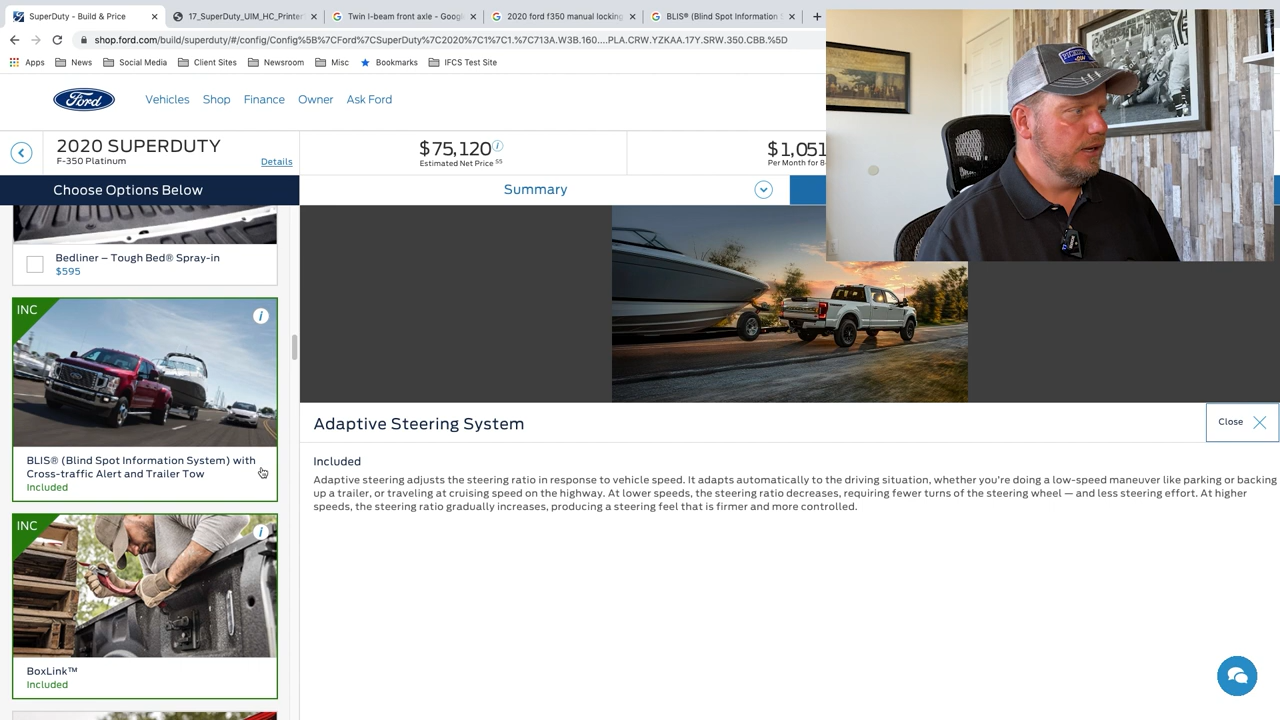 SuperDuty - Build & Price
17_SuperDuty_UIM_HC_Printer
Twin I-beam front axle - Goog
2020 ford f350 manual locking
BLIS® (Blind Spot Information S
shop.ford.com/build/superduty/#/config/Config%5B%7CFord%7CSuperDuty%7C2020%7C1%7C1.%7C713A.W3B.160....PLA.CRW.YZKAA.17Y.SRW.350.CBB.%5D
Apps
News
Social Media
Client Sites
Newsroom
Misc
Bookmarks
IFCS Test Site
Ford
Vehicles
Shop
Finance
Owner
Ask Ford
2020 SUPERDUTY
F-350 Platinum
Details
$75,120
Estimated Net Price
$1,051
Per Month for 8
Choose Options Below
Summary
Bedliner – Tough Bed® Spray-in
$595
INC
BLIS® (Blind Spot Information System) with
Cross-traffic Alert and Trailer Tow
Included
INC
BoxLink™
Included
Adaptive Steering System
Close
Included
Adaptive steering adjusts the steering ratio in response to vehicle speed. It adapts automatically to the driving situation, whether you're doing a low-speed maneuver like parking or backing
up a trailer, or traveling at cruising speed on the highway. At lower speeds, the steering ratio decreases, requiring fewer turns of the steering wheel — and less steering effort. At higher
speeds, the steering ratio gradually increases, producing a steering feel that is firmer and more controlled.